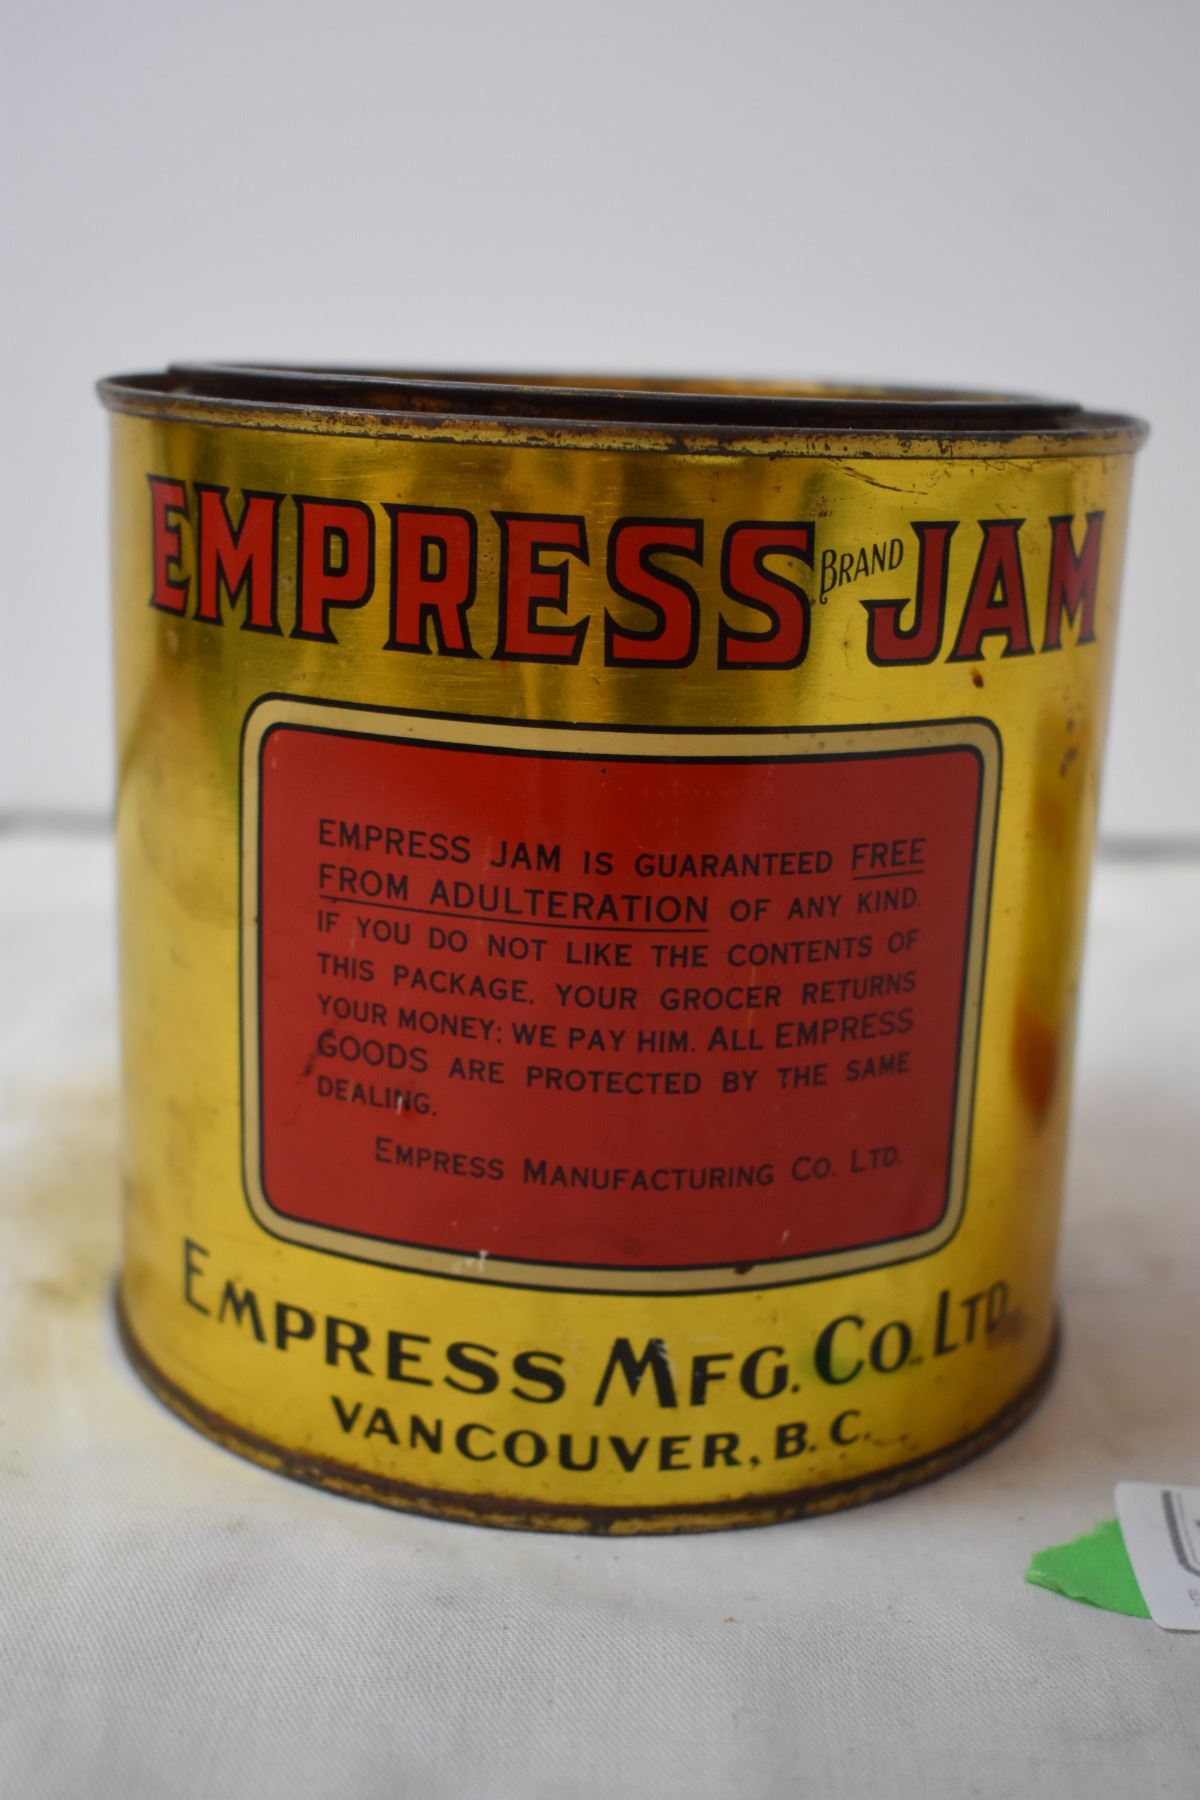 EMPRESS BRAND JAM
EMPRESS JAM IS GUARANTEED FREE
FROM ADULTERATION OF ANY KIND.
IF YOU DO NOT LIKE THE CONTENTS OF
THIS PACKAGE, YOUR GROCER RETURNS
YOUR MONEY: WE PAY HIM. ALL EMPRESS
GOODS ARE PROTECTED BY THE SAME
DEALING.
EMPRESS MANUFACTURING CO. LTD.
EMPRESS MFG. CO. LTD.
VANCOUVER, B. C.